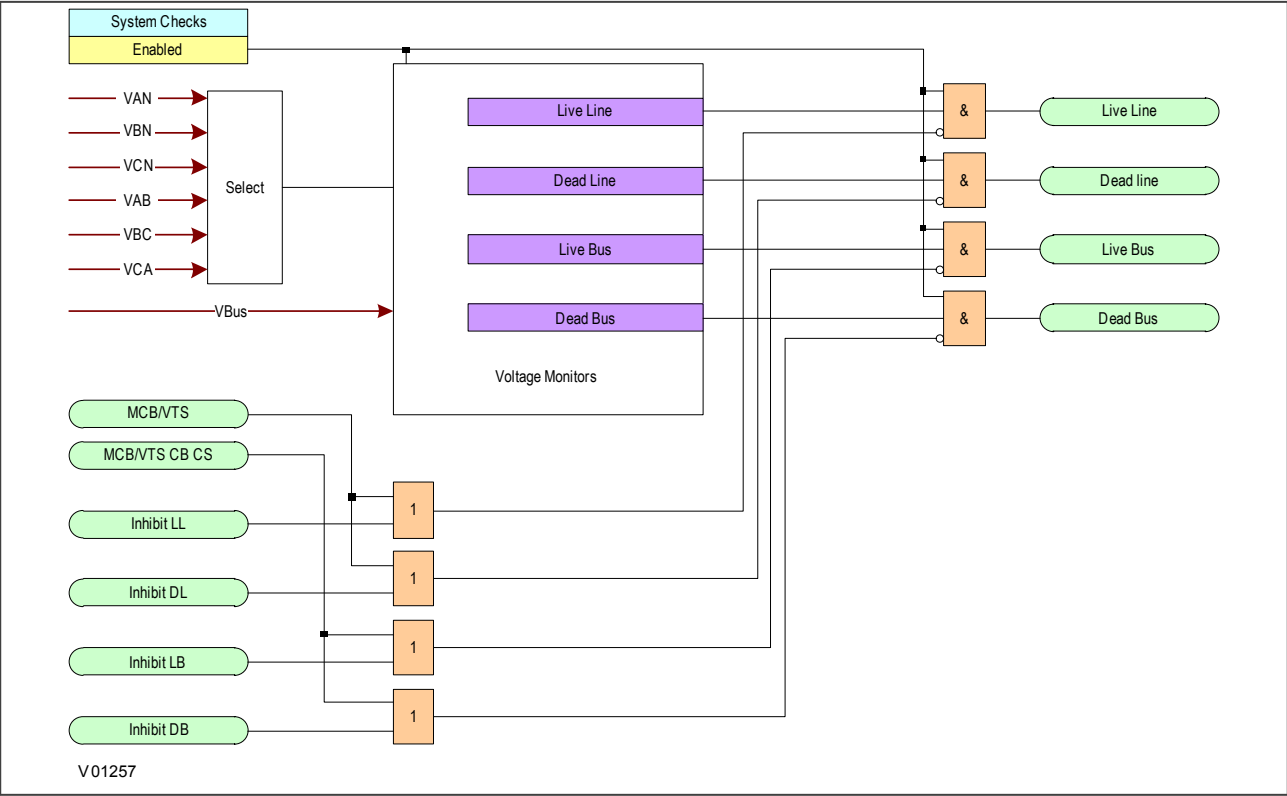 System Checks
Enabled
VAN
VBN
VCN
VAB
VBC
VCA
Select
VBus
Live Line
Dead Line
Live Bus
Dead Bus
Voltage Monitors
&
&
&
&
Live Line
Dead line
Live Bus
Dead Bus
MCB/VTS
MCB/VTS CB CS
Inhibit LL
Inhibit DL
Inhibit LB
Inhibit DB
1
1
1
1
V01257